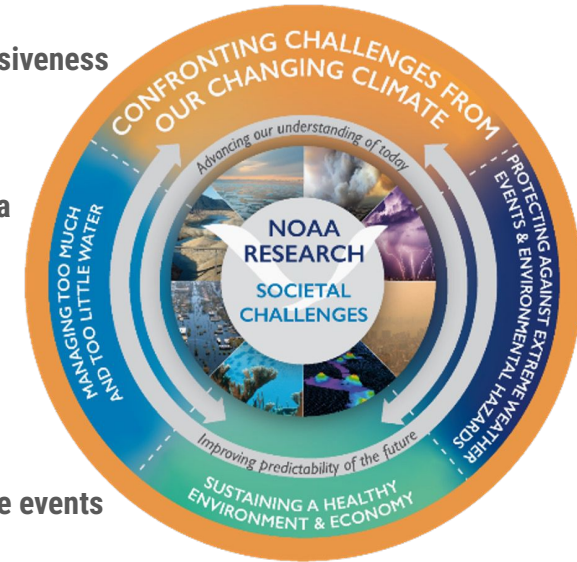 siveness
a
e events
CONFRONTING CHALLENGES FROM
OUR CHANGING CLIMATE
Advancing our understanding of today
PROTECTING AGAINST EXTREME WEATHER
EVENTS & ENVIRONMENTAL HAZARDS
MANAGING TOO MUCH
AND TOO LITTLE WATER
NOAA
RESEARCH
SOCIETAL
CHALLENGES
Improving predictability of the future
SUSTAINING A HEALTHY
ENVIRONMENT & ECONOMY